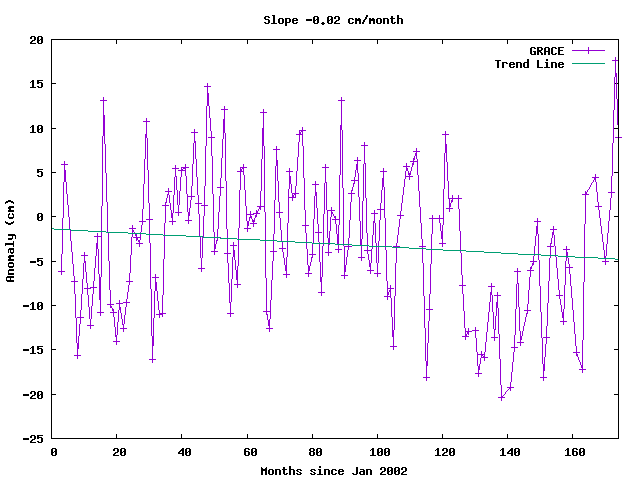 Slope -0.02 cm/month
GRACE
Trend Line
20
15
10
5
0
-5
-10
-15
-20
-25
Anomaly (cm)
0 20 40 60 80 100 120 140 160
Months since Jan 2002